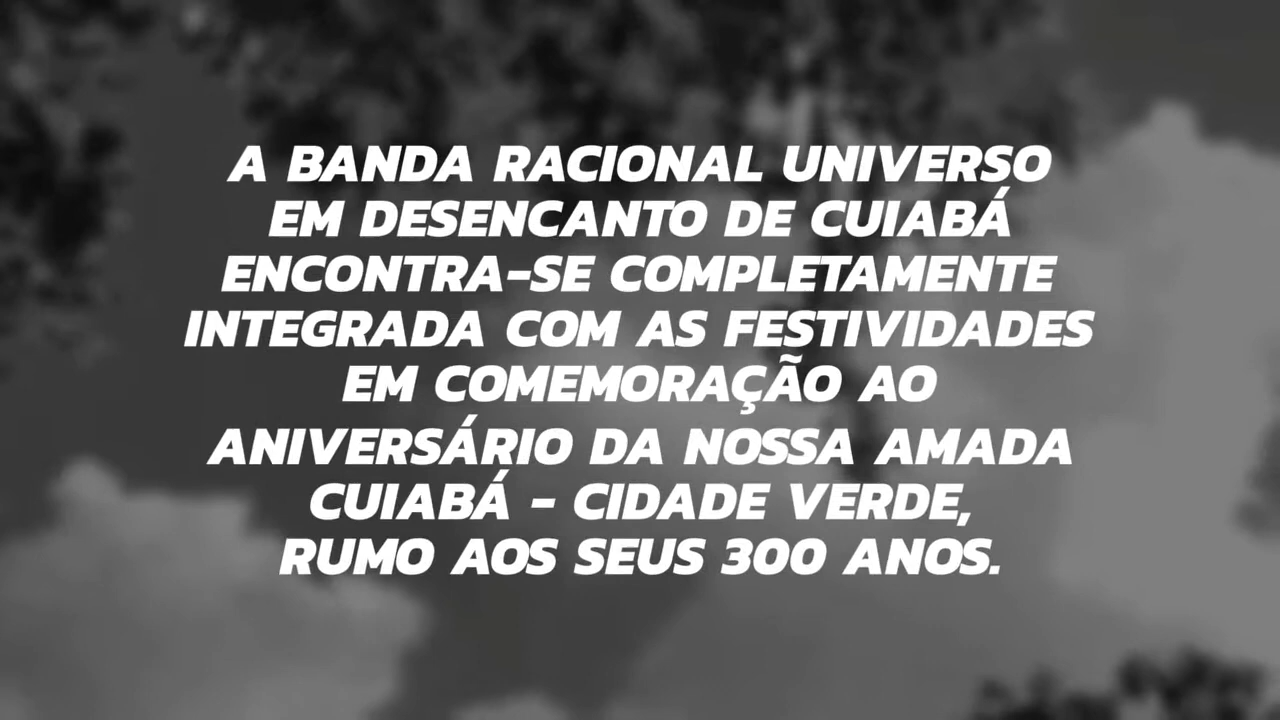 A BANDA RACIONAL UNIVERSO
EM DESENCANTO DE CUIABÁ
ENCONTRA-SE COMPLETAMENTE
INTEGRADA COM AS FESTIVIDADES
EM COMEMORAÇÃO AO
ANIVERSÁRIO DA NOSSA AMADA
CUIABÁ - CIDADE VERDE,
RUMO AOS SEUS 300 ANOS.